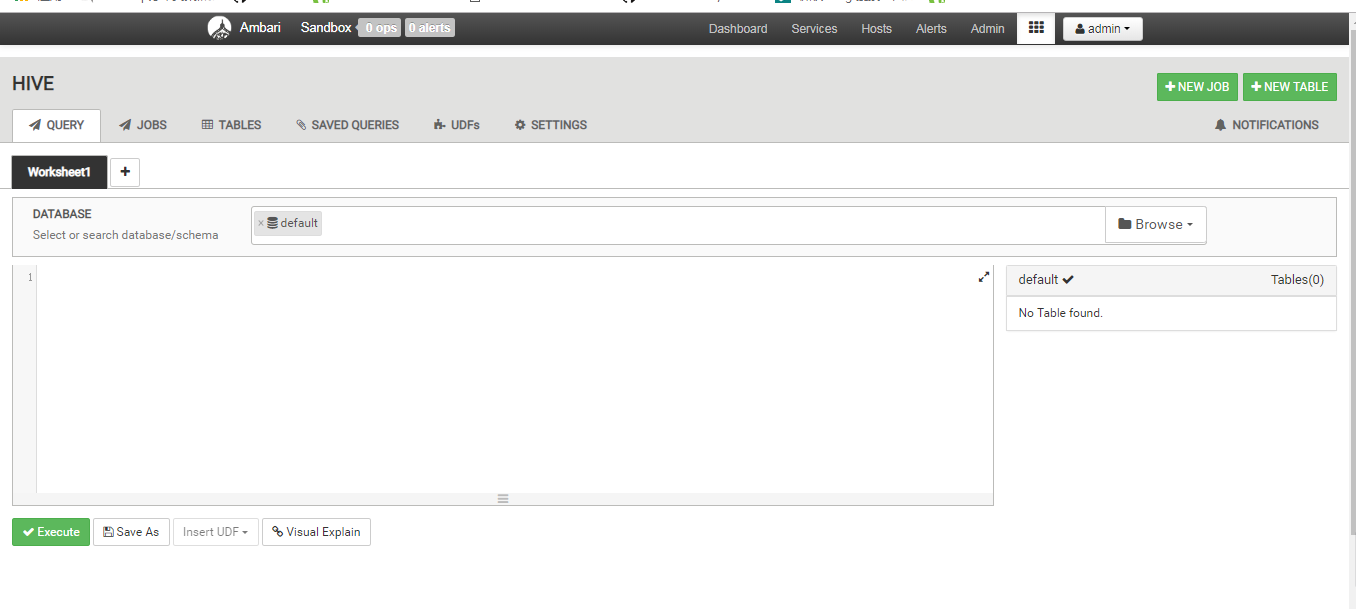 Ambari Sandbox 0 ops 0 alerts Dashboard Services Hosts Alerts Admin admin
HIVE NEW JOB NEW TABLE
QUERY JOBS TABLES SAVED QUERIES UDFs SETTINGS NOTIFICATIONS
Worksheet1 +
DATABASE
Select or search database/schema
× default Browse
1
default Tables(0)
No Table found.
Execute Save As Insert UDF Visual Explain